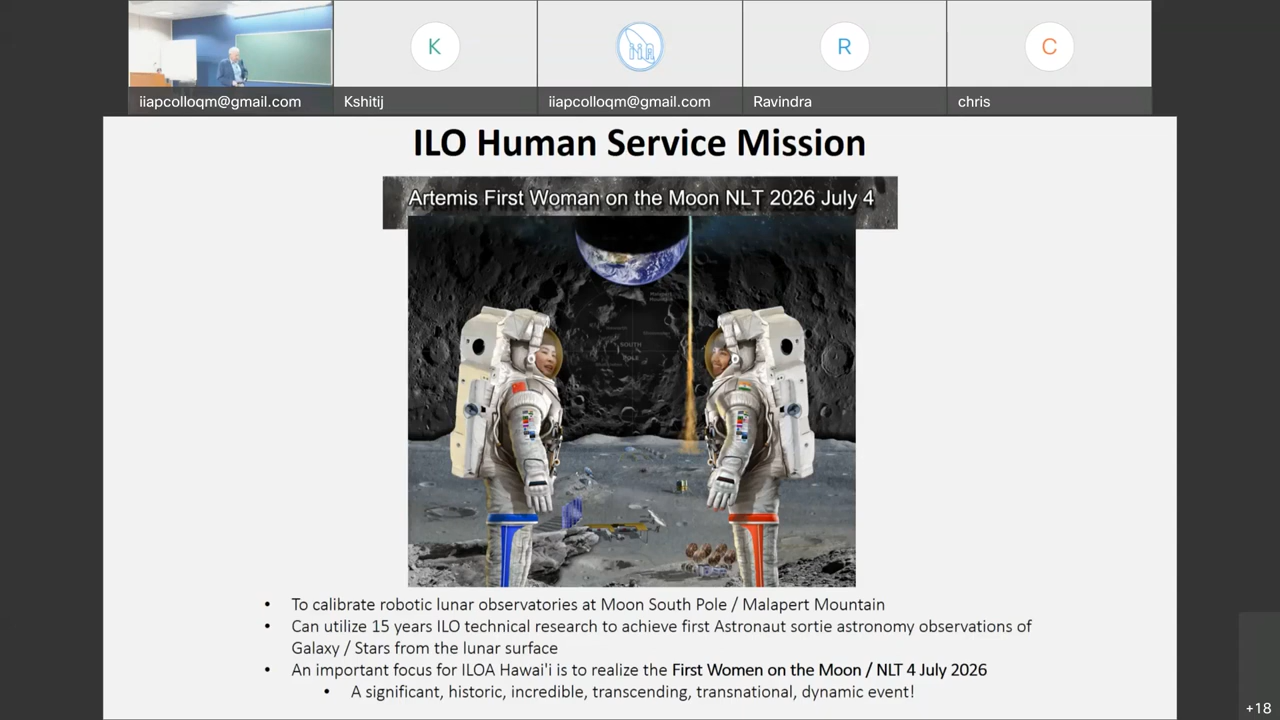 K
R
C
iiapcolloqm@gmail.com
Kshitij
iiapcolloqm@gmail.com
Ravindra
chris
ILO Human Service Mission
Artemis First Woman on the Moon NLT 2026 July 4
SOUTH
POLE
• To calibrate robotic lunar observatories at Moon South Pole / Malapert Mountain
• Can utilize 15 years ILO technical research to achieve first Astronaut sortie astronomy observations of
Galaxy / Stars from the lunar surface
• An important focus for ILOA Hawai'i is to realize the First Women on the Moon / NLT 4 July 2026
• A significant, historic, incredible, transcending, transnational, dynamic event!
+18